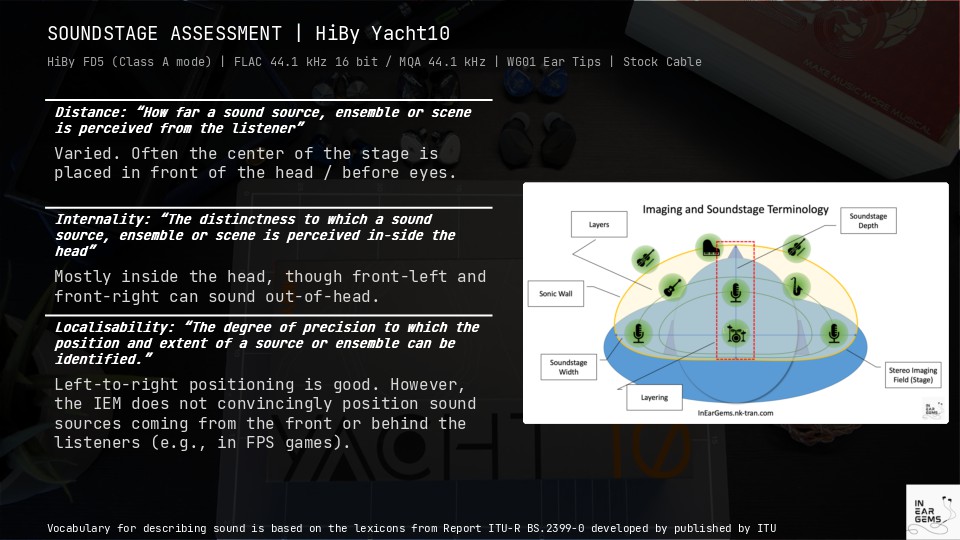 SOUNDSTAGE ASSESSMENT | HiBy Yacht10
HiBy FD5 (Class A mode) | FLAC 44.1 kHz 16 bit / MQA 44.1 kHz | WG01 Ear Tips | Stock Cable
Distance: “How far a sound source, ensemble or scene
is perceived from the listener”
Varied. Often the center of the stage is
placed in front of the head / before eyes.
Internality: “The distinctness to which a sound
source, ensemble or scene is perceived in-side the
head”
Mostly inside the head, though front-left and
front-right can sound out-of-head.
Localisability: “The degree of precision to which the
position and extent of a source or ensemble can be
identified.”
Left-to-right positioning is good. However,
the IEM does not convincingly position sound
sources coming from the front or behind the
listeners (e.g., in FPS games).
MAKE MUSIC MORE MUSICAL
Imaging and Soundstage Terminology
Layers
Soundstage
Depth
Sonic Wall
Soundstage
Width
Layering
Stereo Imaging
Field (Stage)
InEarGems.nk-tran.com
IN
EAR
GEMS
YACHT 10
IN
EAR
GEMS
Vocabulary for describing sound is based on the lexicons from Report ITU-R BS.2399-0 developed by published by ITU